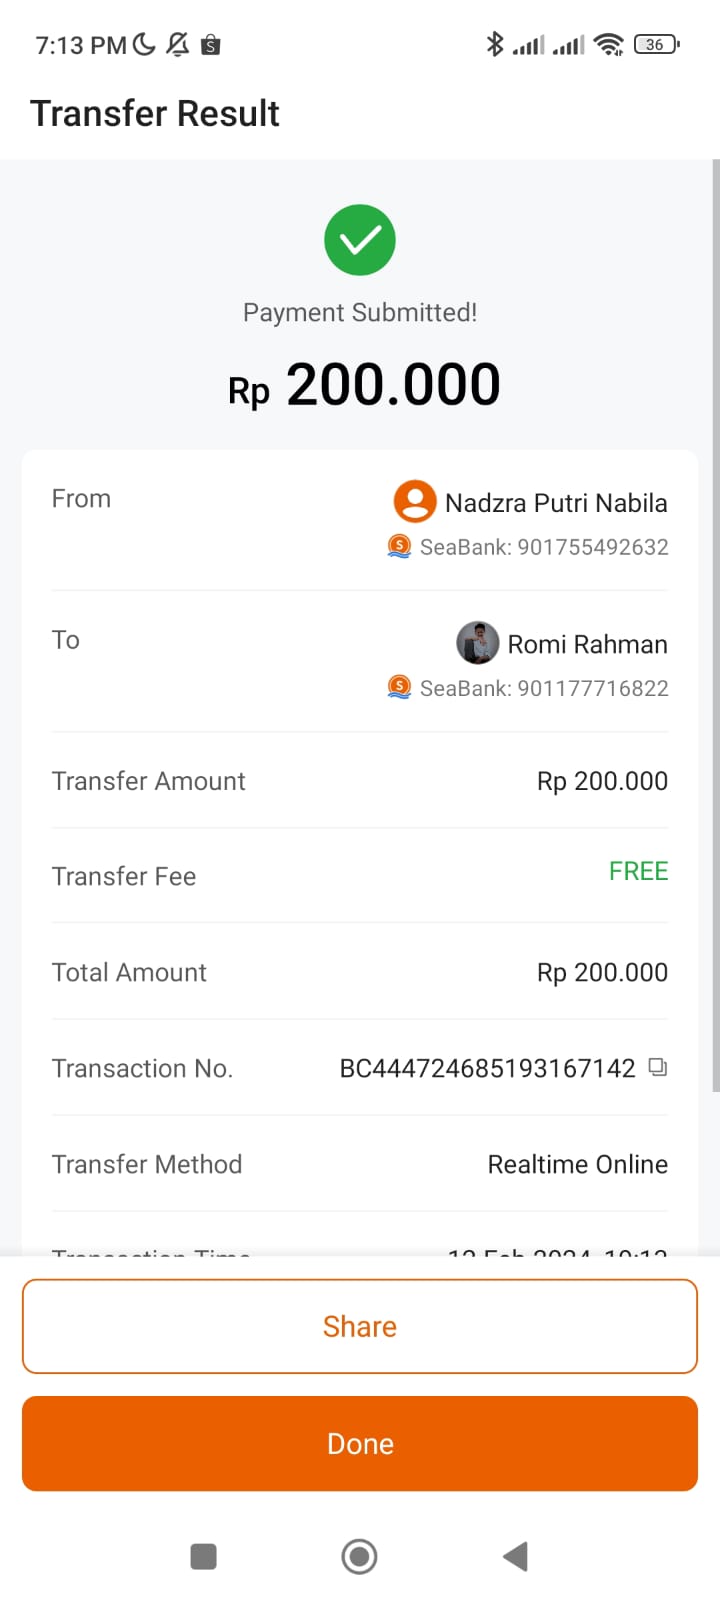 7:13 PM
36
Transfer Result
Payment Submitted!
Rp 200.000
From
Nadzra Putri Nabila
SeaBank: 901755492632
To
Romi Rahman
SeaBank: 901177716822
Transfer Amount Rp 200.000
Transfer Fee FREE
Total Amount Rp 200.000
Transaction No. BC444724685193167142
Transfer Method Realtime Online
Transaction Time
Share
Done